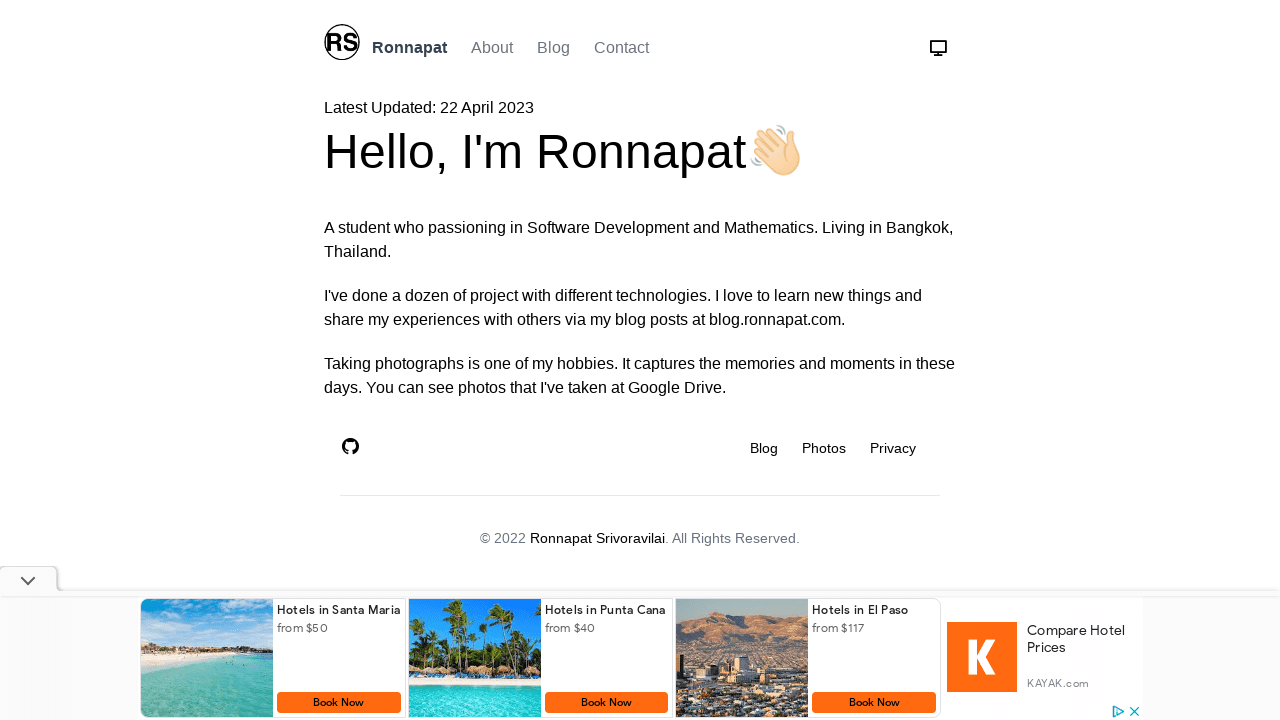 RS
Ronnapat About Blog Contact
Latest Updated: 22 April 2023
Hello, I'm Ronnapat👋🏻
A student who passioning in Software Development and Mathematics. Living in Bangkok,
Thailand.
I've done a dozen of project with different technologies. I love to learn new things and
share my experiences with others via my blog posts at blog.ronnapat.com.
Taking photographs is one of my hobbies. It captures the memories and moments in these
days. You can see photos that I've taken at Google Drive.
Blog Photos Privacy
© 2022 Ronnapat Srivoravilai. All Rights Reserved.
Hotels in Santa Maria
from $50
Book Now
Hotels in Punta Cana
from $40
Book Now
Hotels in El Paso
from $117
Book Now
K
Compare Hotel
Prices
KAYAK.com